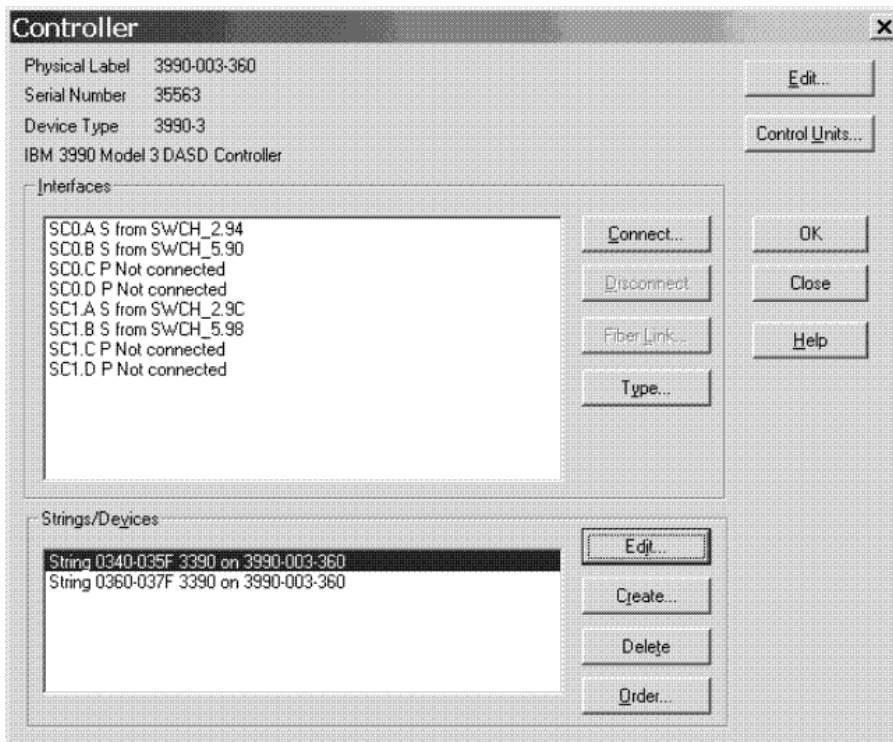 Controller
Physical Label 3990-003-360
Serial Number 35563
Device Type 3990-3
IBM 3990 Model 3 DASD Controller
Edit...
Control Units...
Interfaces
SC0.A S from SWCH_2.94
SC0.B S from SWCH_5.90
SC0.C P Not connected
SC0.D P Not connected
SC1.A S from SWCH_2.9C
SC1.B S from SWCH_5.98
SC1.C P Not connected
SC1.D P Not connected
Connect...
Disconnect
Fiber Link...
Type...
OK
Close
Help
Strings/Devices
String 0340-035F 3390 on 3990-003-360
String 0360-037F 3390 on 3990-003-360
Edit...
Create...
Delete
Order...